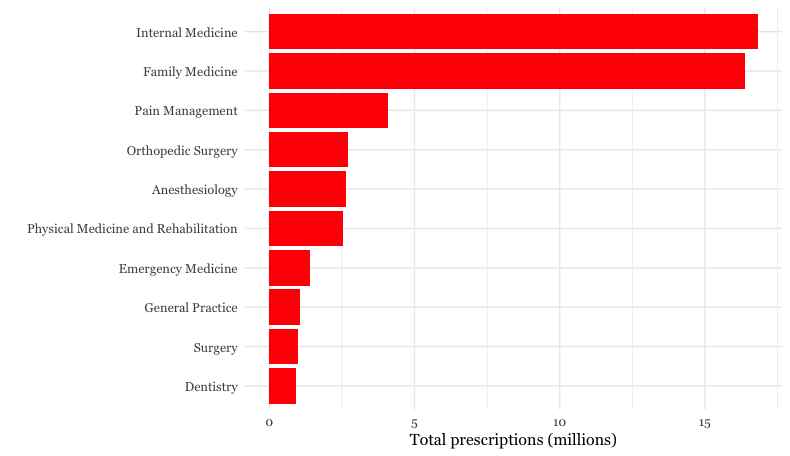 Internal Medicine
Family Medicine
Pain Management
Orthopedic Surgery
Anesthesiology
Physical Medicine and Rehabilitation
Emergency Medicine
General Practice
Surgery
Dentistry
0 5 10 15
Total prescriptions (millions)